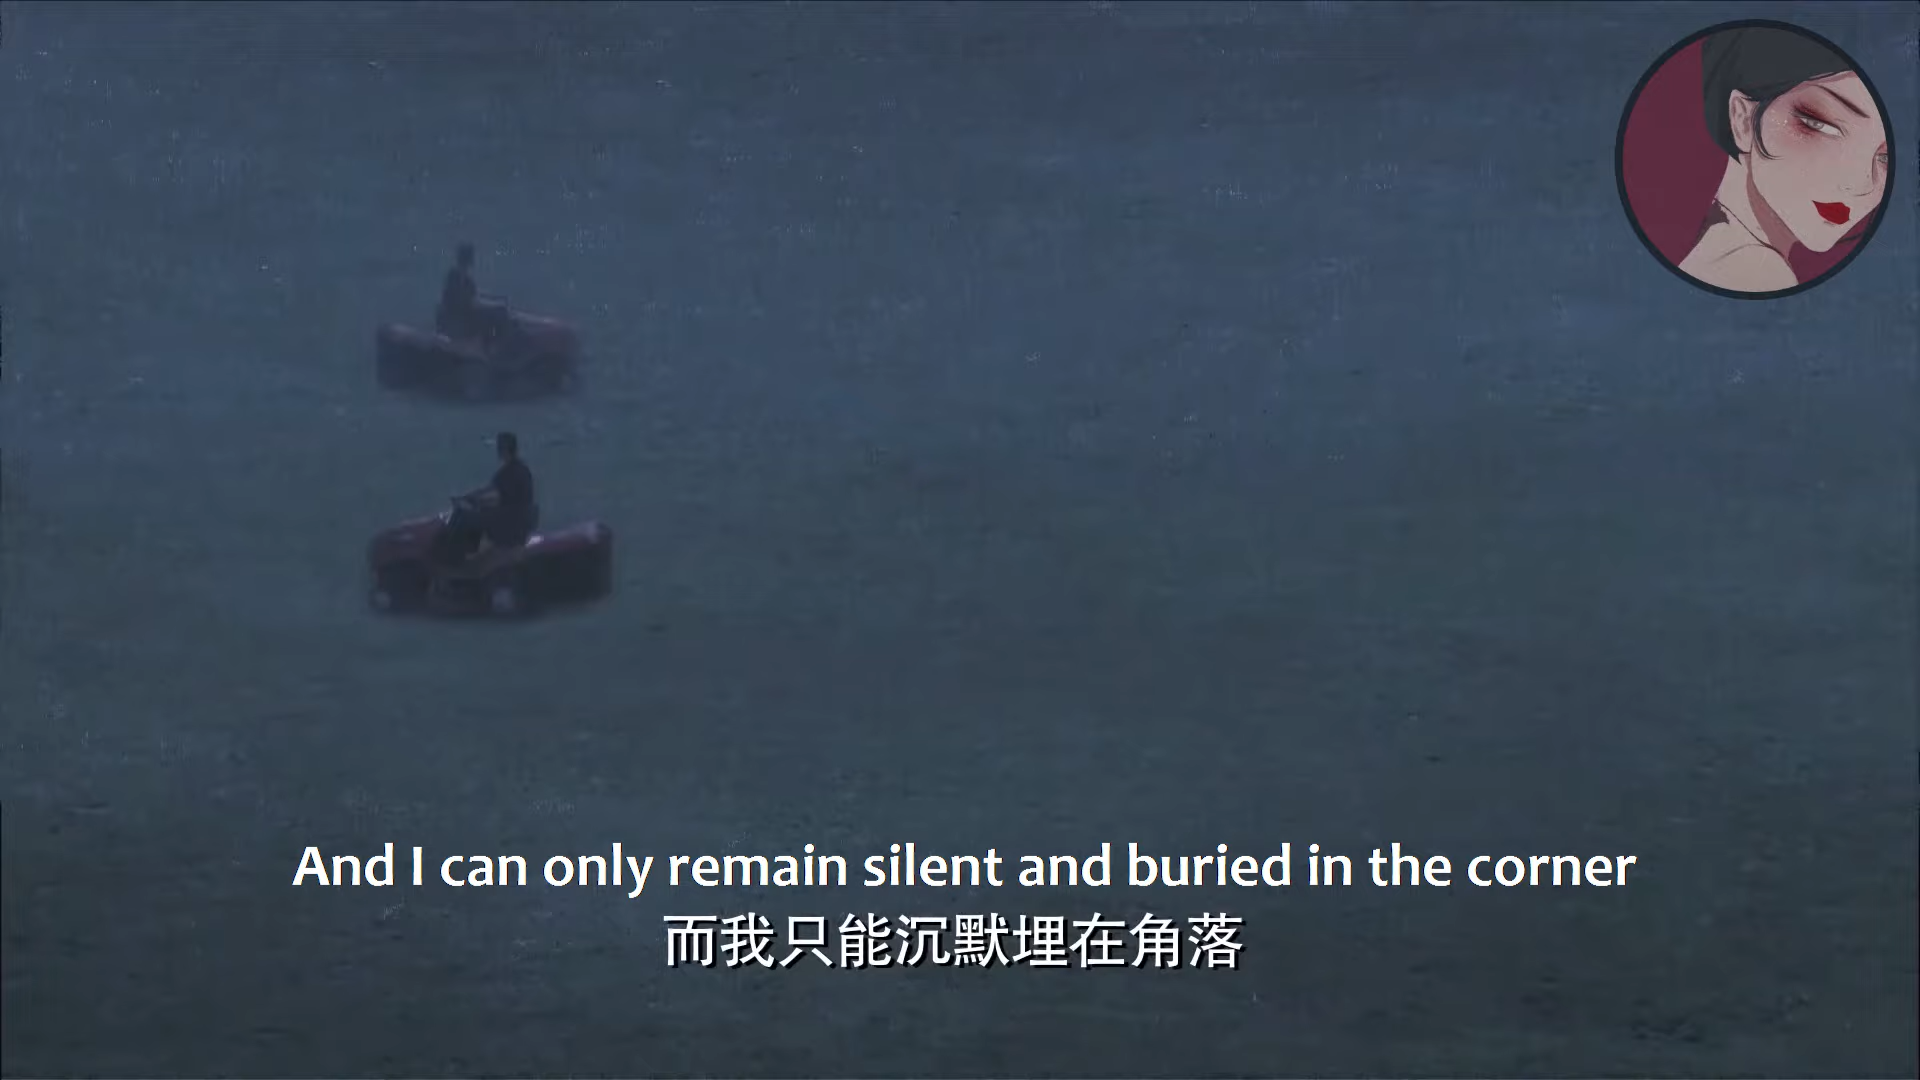 And I can only remain silent and buried in the corner
而我只能沉默埋在角落